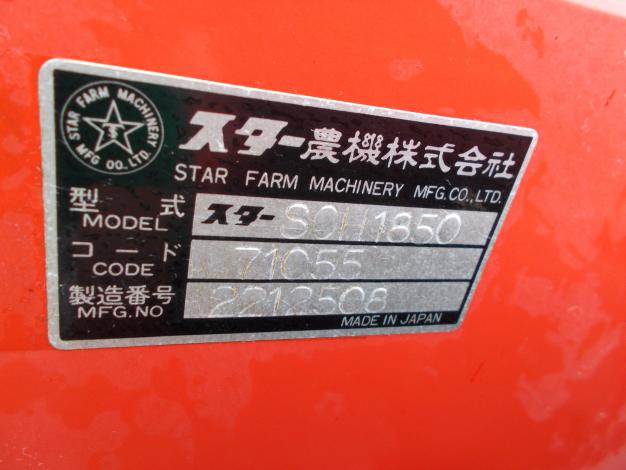 STAR FARM MACHINERY
MFG CO., LTD.
S
スター農機株式会社
STAR FARM MACHINERY MFG.CO.,LTD.
型式 スター SCH1850
MODEL
コード 71055
CODE
製造番号 2212508
MFG.NO
MADE IN JAPAN